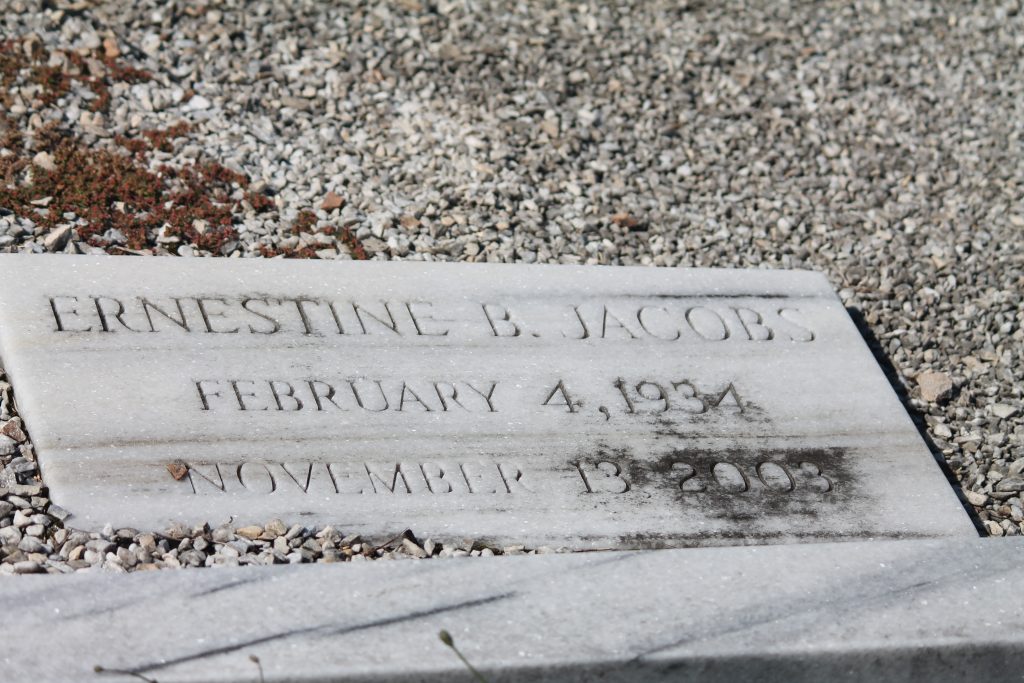 ERNESTINE B. JACOBS
FEBRUARY 4, 1934
NOVEMBER 13 2003